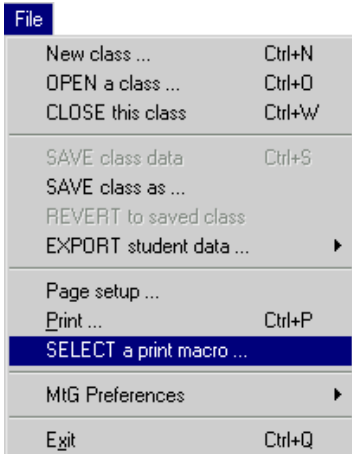 File
New class ... Ctrl+N
OPEN a class ... Ctrl+O
CLOSE this class Ctrl+W
SAVE class data Ctrl+S
SAVE class as ...
REVERT to saved class
EXPORT student data ...
Page setup ...
Print ... Ctrl+P
SELECT a print macro ...
MtG Preferences
Exit Ctrl+Q